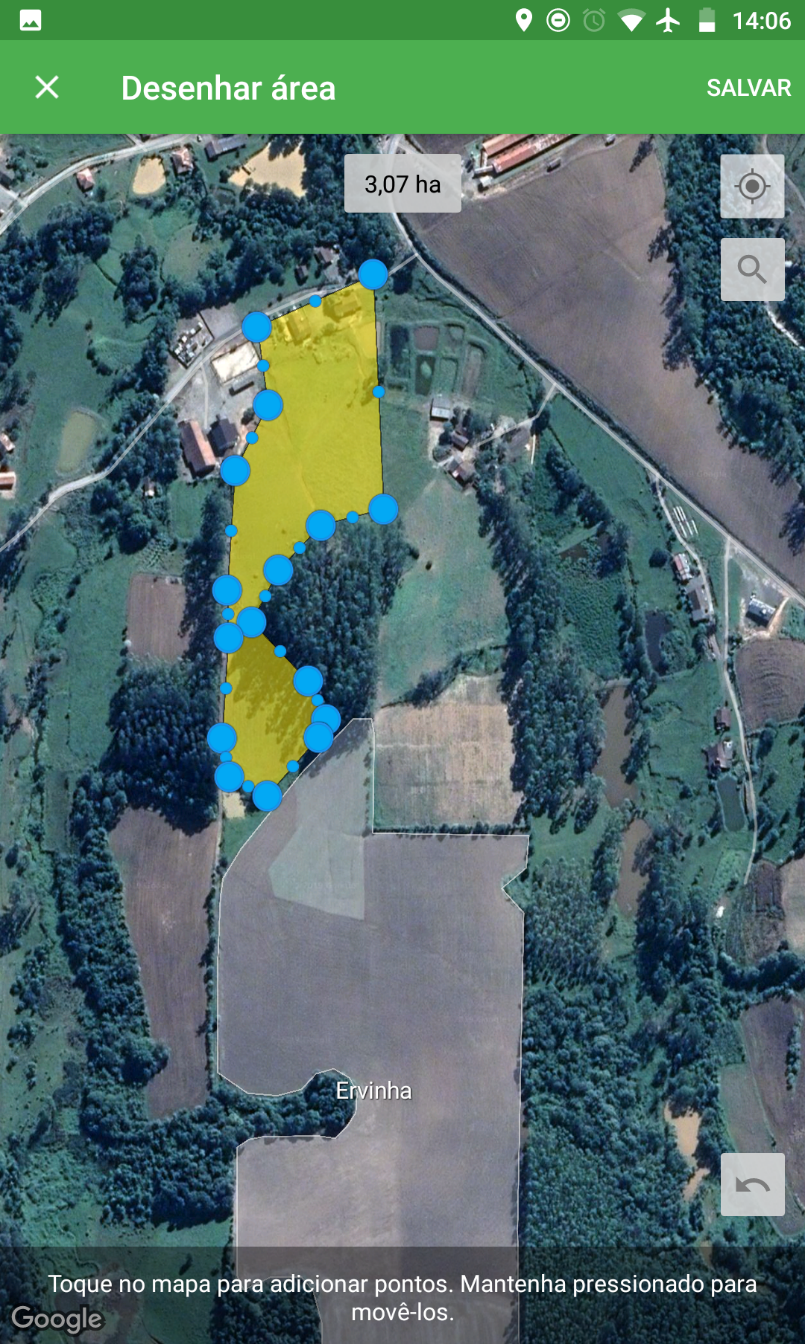 14:06
Desenhar área
SALVAR
3,07 ha
Ervinha
Toque no mapa para adicionar pontos. Mantenha pressionado para
movê-los.
Google